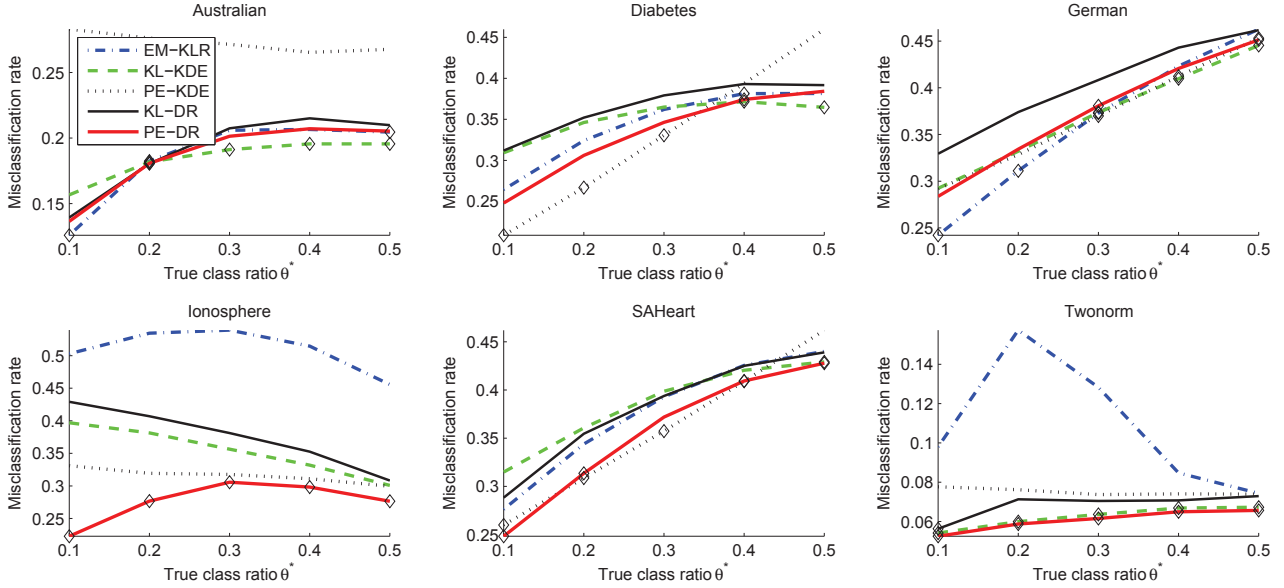 Australian
Misclassification rate
0.25
0.2
0.15
0.1 0.2 0.3 0.4 0.5
True class ratio θ*
EM−KLR
KL−KDE
PE−KDE
KL−DR
PE−DR
Diabetes
Misclassification rate
0.45
0.4
0.35
0.3
0.25
0.1 0.2 0.3 0.4 0.5
True class ratio θ*
German
Misclassification rate
0.45
0.4
0.35
0.3
0.25
0.1 0.2 0.3 0.4 0.5
True class ratio θ*
Ionosphere
Misclassification rate
0.5
0.45
0.4
0.35
0.3
0.25
0.1 0.2 0.3 0.4 0.5
True class ratio θ*
SAHeart
Misclassification rate
0.45
0.4
0.35
0.3
0.25
0.1 0.2 0.3 0.4 0.5
True class ratio θ*
Twonorm
Misclassification rate
0.14
0.12
0.1
0.08
0.06
0.1 0.2 0.3 0.4 0.5
True class ratio θ*